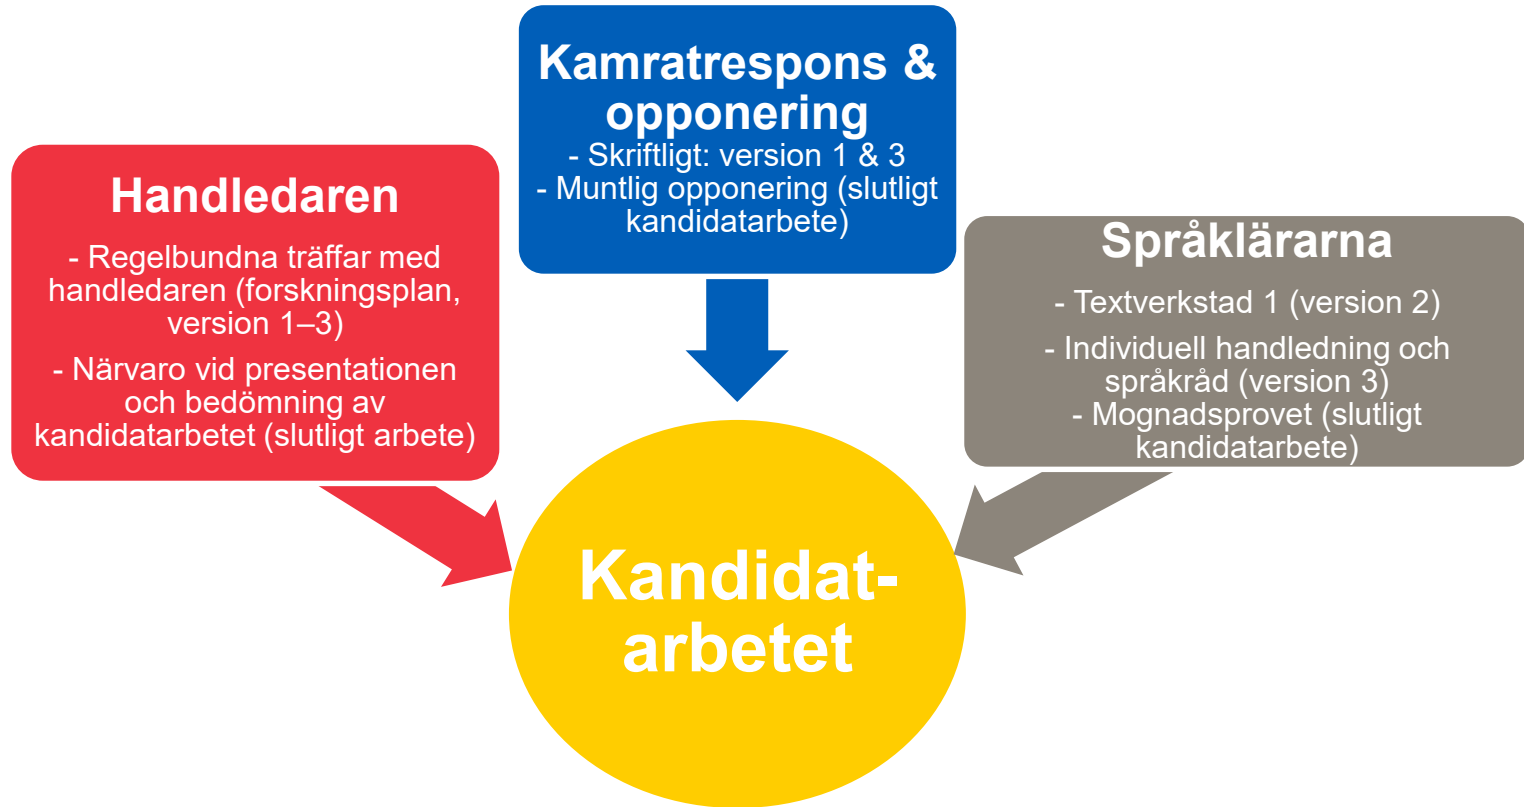 Kamratrespons &
opponering
- Skriftligt: version 1 & 3
- Muntlig opponering (slutligt
kandidatarbete)
Handledaren
- Regelbundna träffar med
handledaren (forskningsplan,
version 1–3)
- Närvaro vid presentationen
och bedömning av
kandidatarbetet (slutligt arbete)
Språklärarna
- Textverkstad 1 (version 2)
- Individuell handledning och
språkråd (version 3)
- Mognadsprovet (slutligt
kandidatarbete)
Kandidat-
arbetet